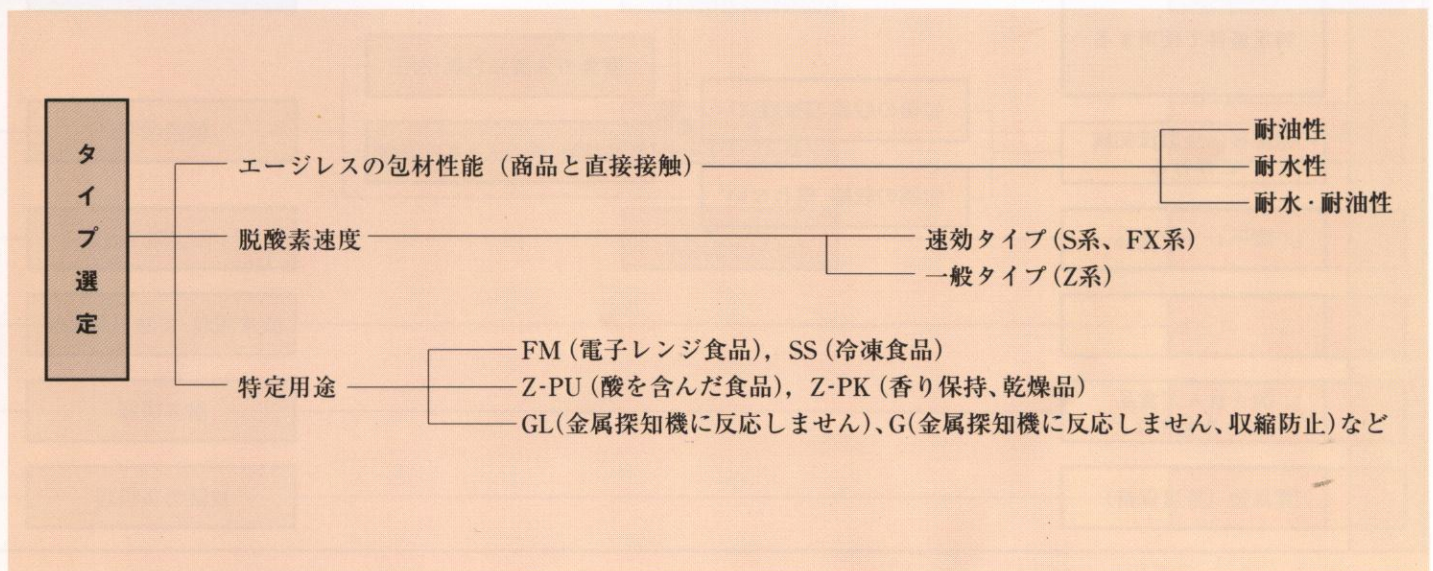 タイプ選定
エージレスの包材性能（商品と直接接触）
耐油性
耐水性
耐水·耐油性
脱酸素速度
速効タイプ(S系、FX系)
一般タイプ(Z系)
特定用途
FM(電子レンジ食品)，SS(冷凍食品)
Z-PU(酸を含んだ食品)，Z-PK(香り保持、乾燥品)
GL(金属探知機に反応しません)、G(金属探知機に反応しません、収縮防止)など